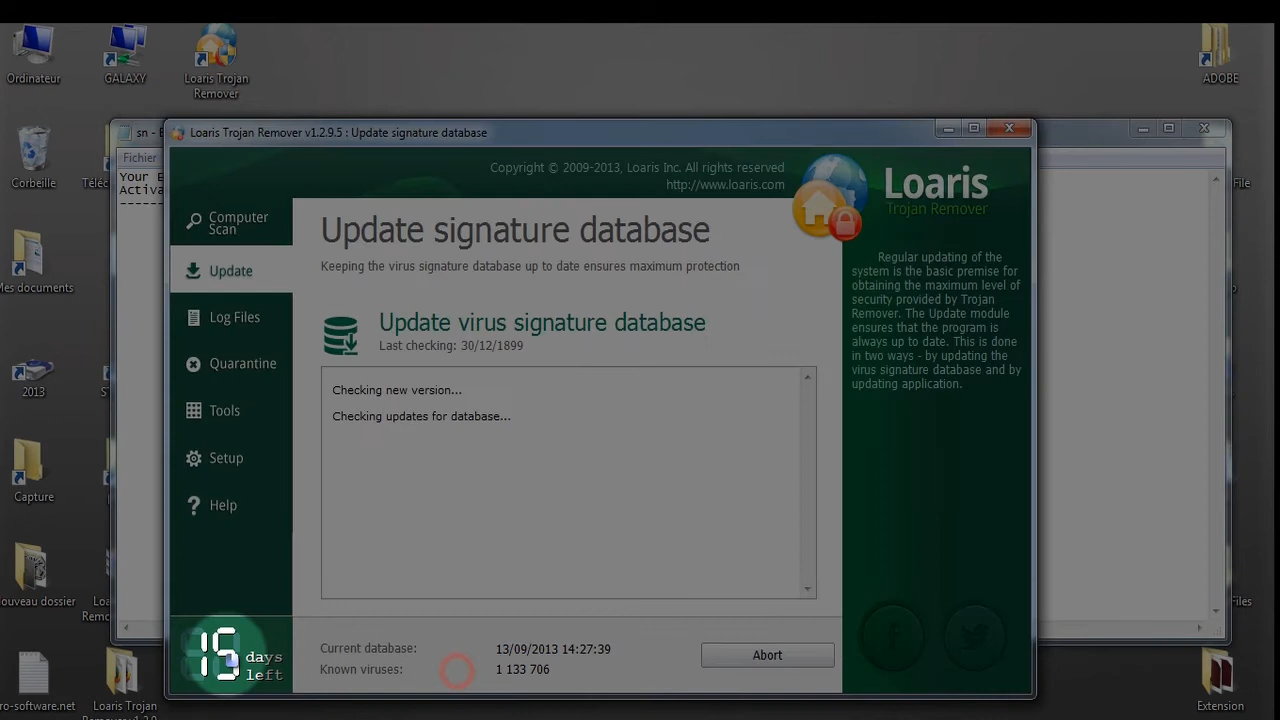 Ordinateur
GALAXY
Loaris Trojan
Remover
ADOBE
Corbeille
Téléc
File
Mes documents
2013
Capture
ouveau dossier
Files
ro-software.net
Loaris Trojan
Remover v1.2.9
Extension
sn - E
Fichier
Your E
Activa
--------
Loaris Trojan Remover v1.2.9.5 : Update signature database
Copyright © 2009-2013, Loaris Inc. All rights reserved
http://www.loaris.com
Loaris
Trojan Remover
Computer
Scan
Update
Log Files
Quarantine
Tools
Setup
Help
Update signature database
Keeping the virus signature database up to date ensures maximum protection
Update virus signature database
Last checking: 30/12/1899
Checking new version...
Checking updates for database...
Regular updating of the
system is the basic premise for
obtaining the maximum level of
security provided by Trojan
Remover. The Update module
ensures that the program is
always up to date. This is done
in two ways - by updating the
virus signature database and by
updating application.
15 days
left
Current database: 13/09/2013 14:27:39
Known viruses: 1 133 706
Abort